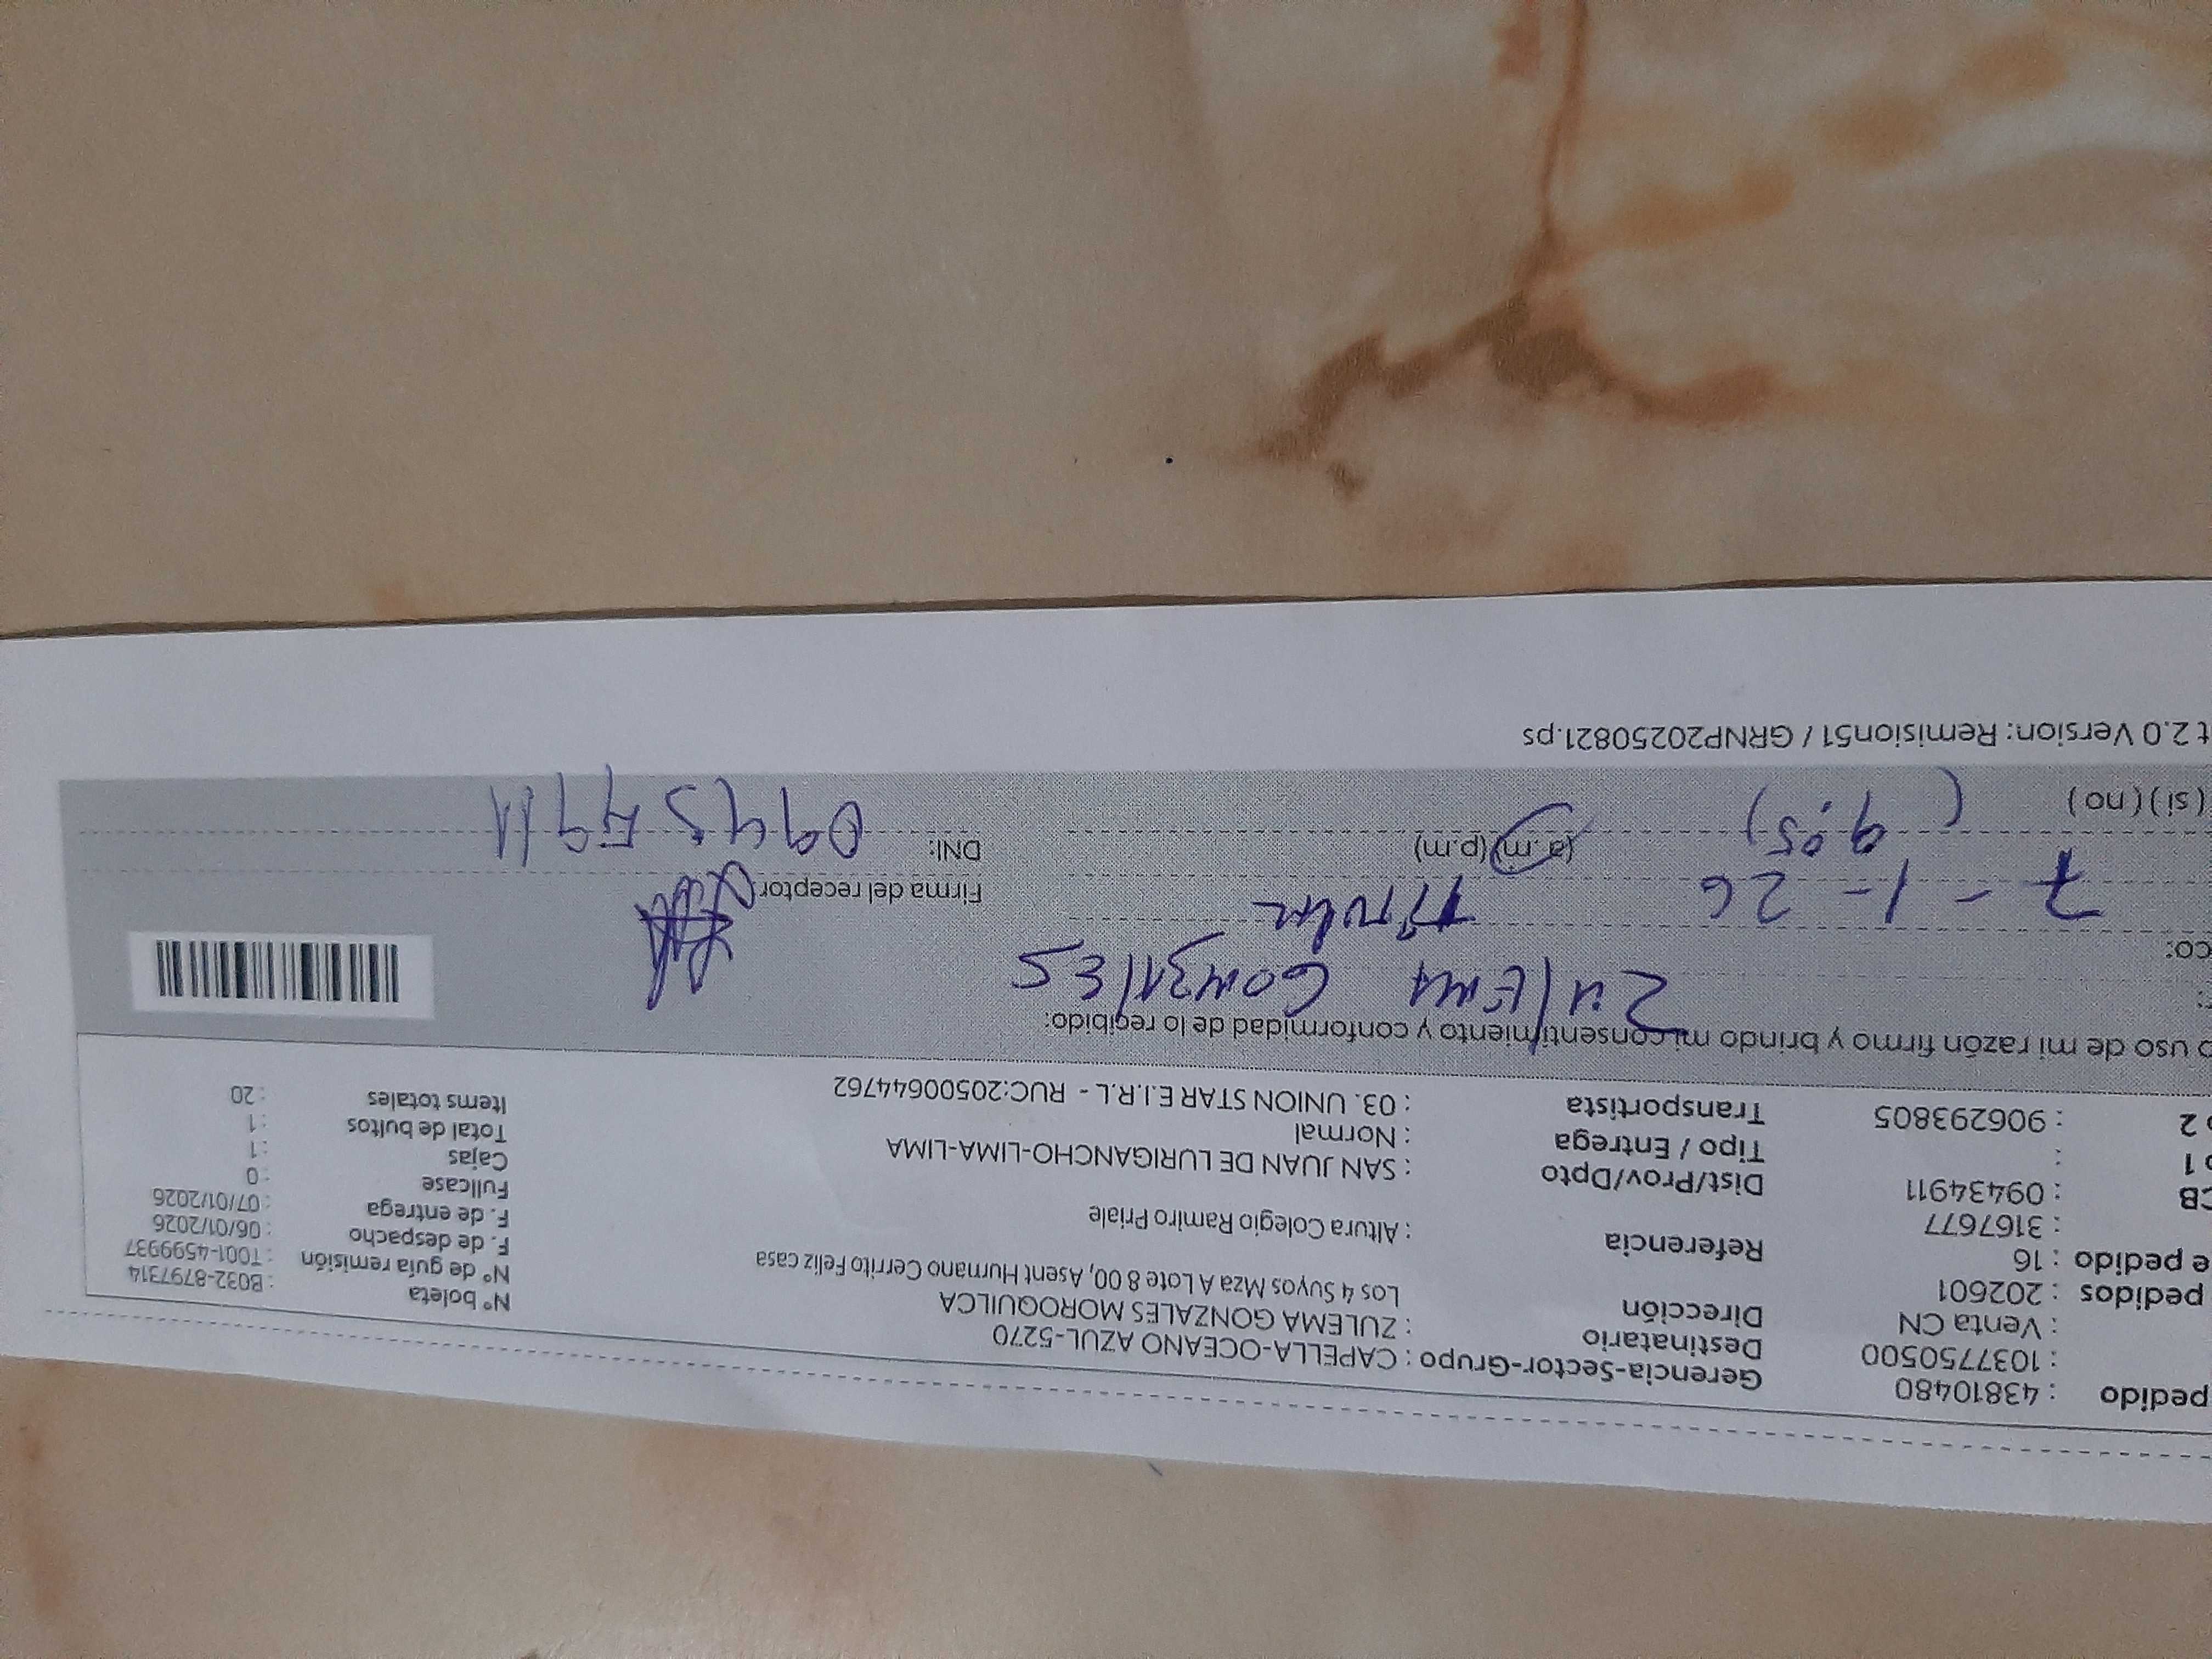 pedido : 43810480
: 1037750500
: Venta CN
pedidos : 202601
e pedido : 16
: 3167677
CB : 09434911
o 1 :
o 2 : 906293805
Gerencia-Sector-Grupo : CAPELLA-OCEANO AZUL-5270
Destinatario : ZULEMA GONZALES MOROQUILCA
Dirección Los 4 Suyos Mza A Lote 8 00, Asent Humano Cerrito Feliz casa
Referencia : Altura Colegio Ramiro Priale
Dist/Prov/Dpto : SAN JUAN DE LURIGANCHO-LIMA-LIMA
Tipo / Entrega : Normal
Transportista : 03. UNION STAR E.I.R.L - RUC:20500644762
N° boleta : B032-8797314
N° de guía remisión : T001-4599937
F. de despacho : 06/01/2026
F. de entrega : 07/01/2026
Fullcase : 0
Cajas : 1
Total de bultos : 1
Items totales : 20
o uso de mi razón firmo y brindo mi consentimiento y conformidad de lo recibido:
: Zulema Gonzales
co: Titular
7 - 1 - 26
Firma del receptor
(si) (no) (9:05) (a.m) (p.m)
DNI:
t 2.0 Version: Remision51 / GRNP20250821.ps